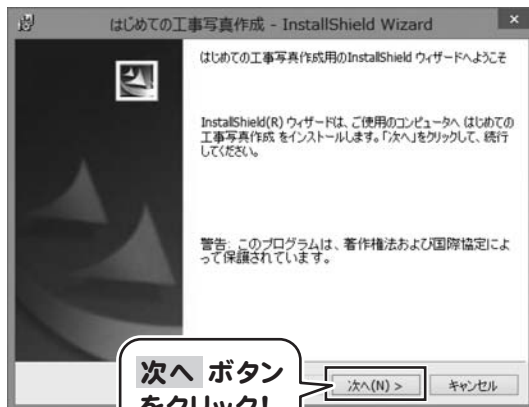 はじめての工事写真作成 - InstallShield Wizard
はじめての工事写真作成用のInstallShield ウィザードへようこそ
InstallShield(R) ウィザードは、ご使用のコンピュータへ はじめての
工事写真作成 をインストールします。「次へ」をクリックして、続行
してください。
警告: このプログラムは、著作権法および国際協定によ
って保護されています。
次へ ボタン
をクリック!
次へ(N) >
キャンセル